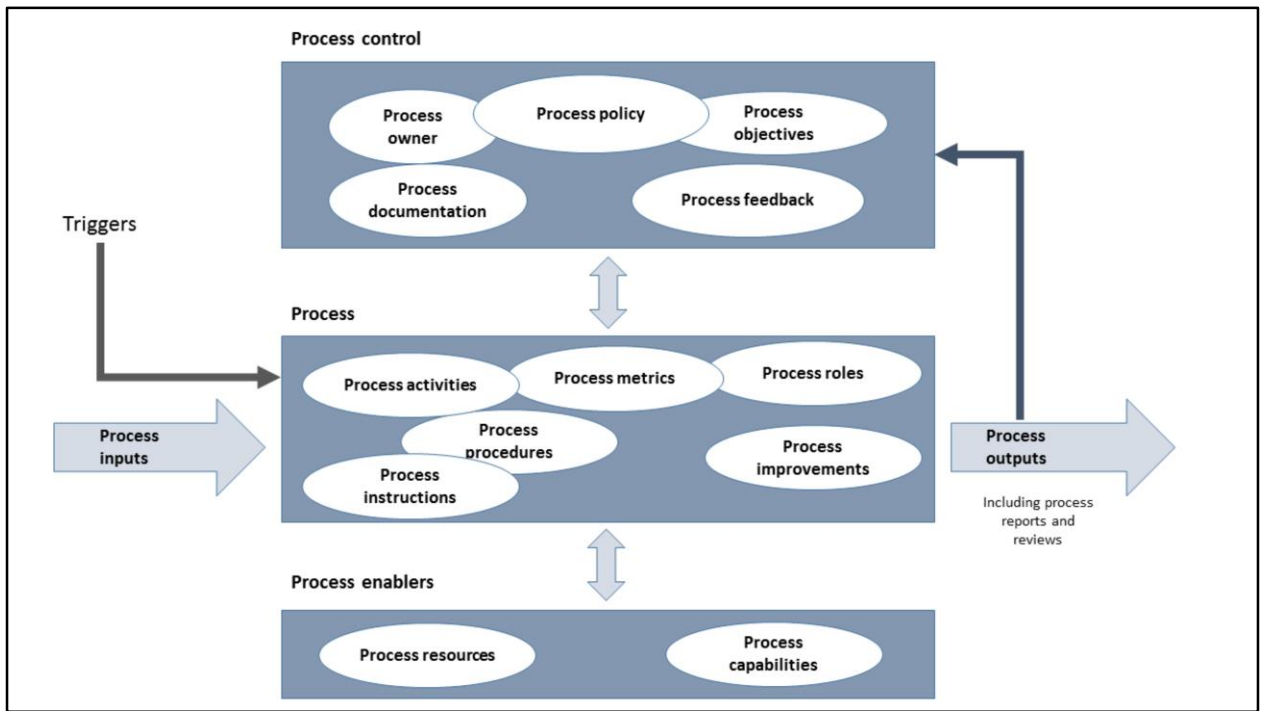 Process control
Process
owner
Process policy
Process
objectives
Process
documentation
Process feedback
Triggers
Process
Process activities
Process metrics
Process roles
Process
procedures
Process
improvements
Process
instructions
Process
inputs
Process
outputs
Including process
reports and
reviews
Process enablers
Process resources
Process
capabilities